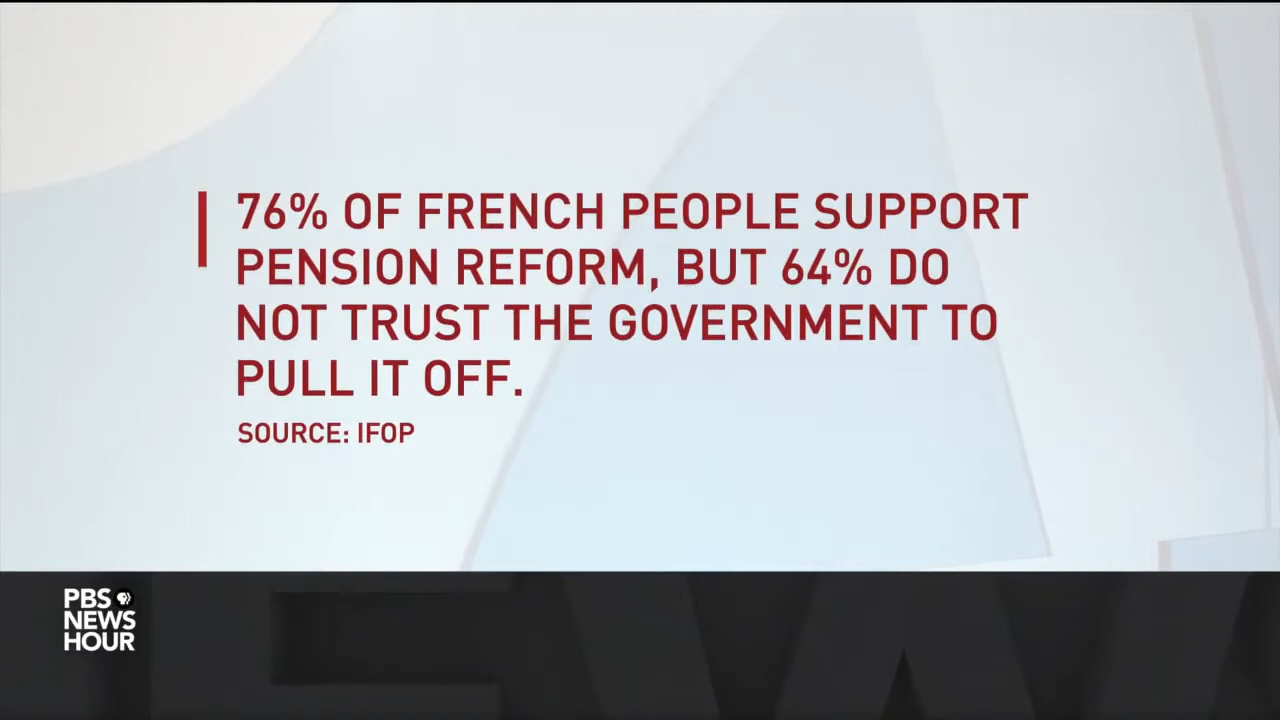 76% OF FRENCH PEOPLE SUPPORT
PENSION REFORM, BUT 64% DO
NOT TRUST THE GOVERNMENT TO
PULL IT OFF.
SOURCE: IFOP
PBS
NEWS
HOUR